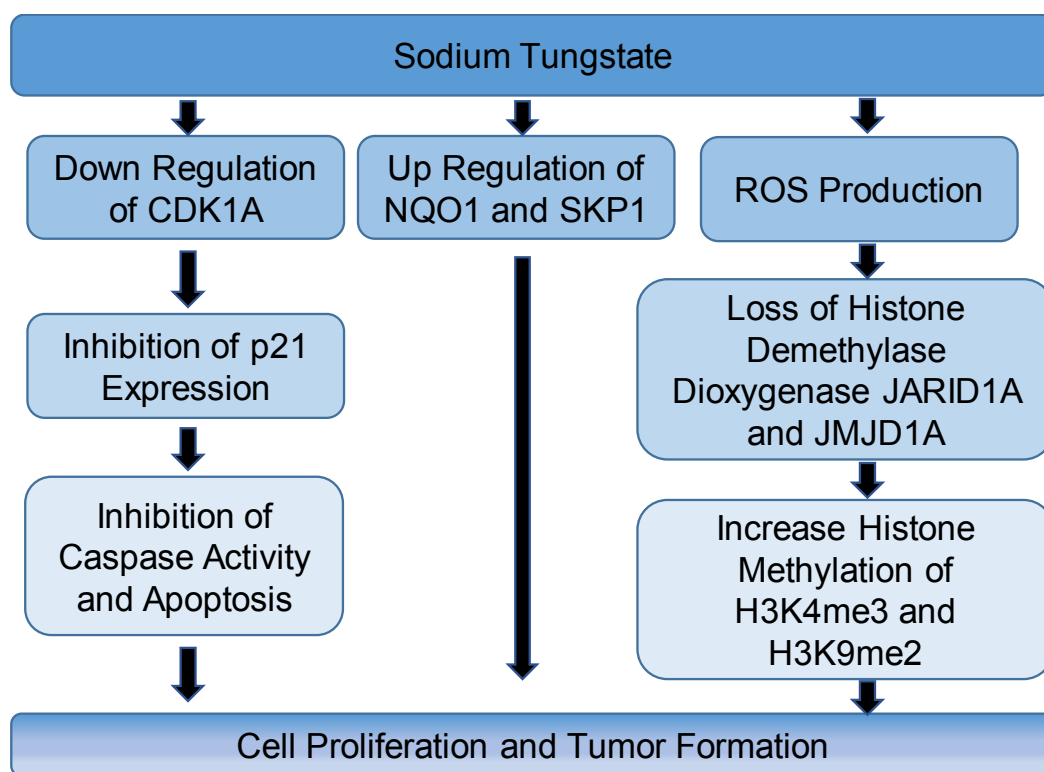 Sodium Tungstate
Down Regulation
of CDK1A
Up Regulation of
NQO1 and SKP1
ROS Production
Inhibition of p21
Expression
Loss of Histone
Demethylase
Dioxygenase JARID1A
and JMJD1A
Inhibition of
Caspase Activity
and Apoptosis
Increase Histone
Methylation of
H3K4me3 and
H3K9me2
Cell Proliferation and Tumor Formation